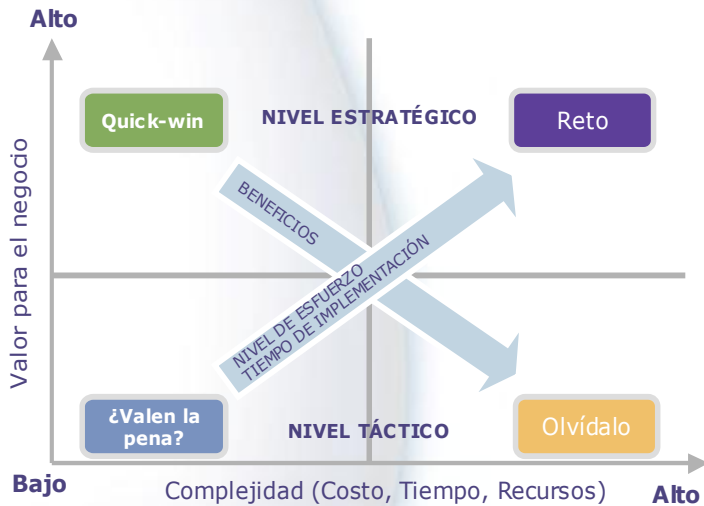 Alto
Quick-win
NIVEL ESTRATÉGICO
Reto
BENEFICIOS
NIVEL DE ESFUERZO
TIEMPO DE IMPLEMENTACIÓN
Valor para el negocio
¿Valen la
pena?
NIVEL TÁCTICO
Olvídalo
Bajo
Complejidad (Costo, Tiempo, Recursos)
Alto